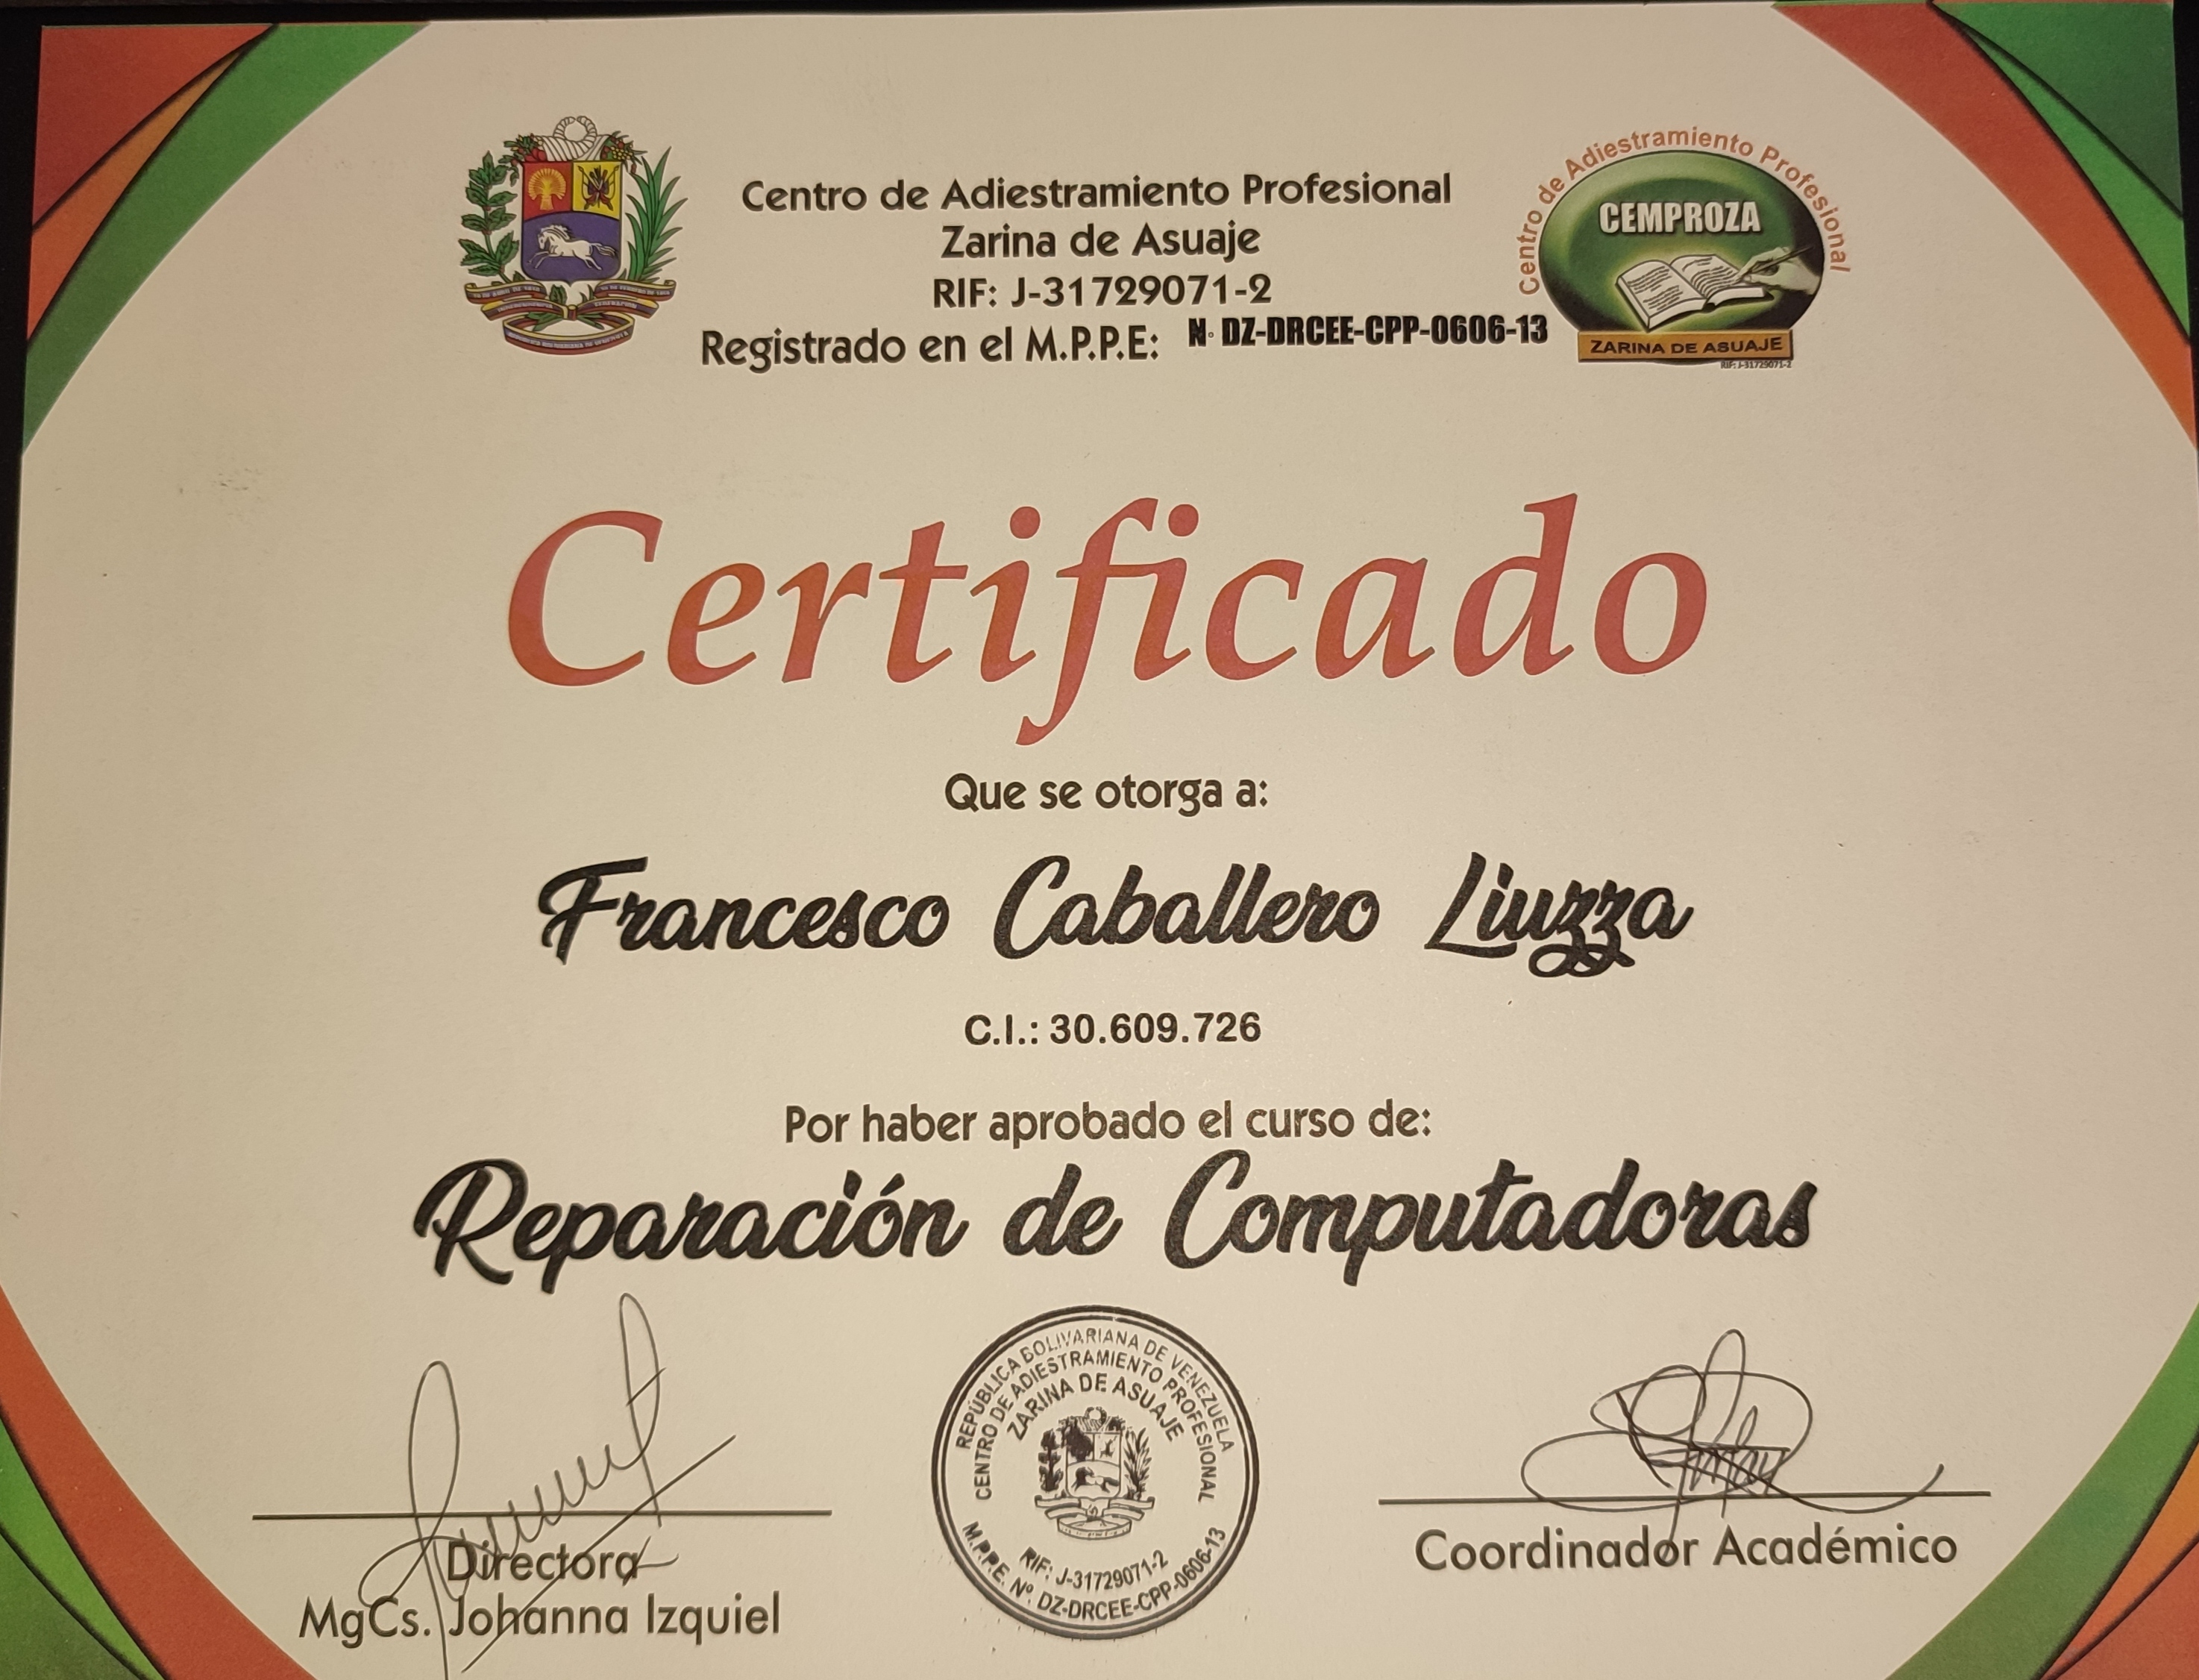 Centro de Adiestramiento Profesional
Zarina de Asuaje
RIF: J-31729071-2
Registrado en el M.P.P.E: N° DZ-DRCEE-CPP-0606-13
Centro de Adiestramiento Profesional
CEMPROZA
ZARINA DE ASUAJE
RIF: J-31729071-2
Certificado
Que se otorga a:
Francesco Caballero Liuzza
C.I.: 30.609.726
Por haber aprobado el curso de:
Reparación de Computadoras
REPÚBLICA BOLIVARIANA DE VENEZUELA
CENTRO DE ADIESTRAMIENTO PROFESIONAL
ZARINA DE ASUAJE
RIF: J-31729071-2
M.P.P.E. Nº. DZ-DRCEE-CPP-0606-13
Directora
MgCs. Johanna Izquiel
Coordinador Académico